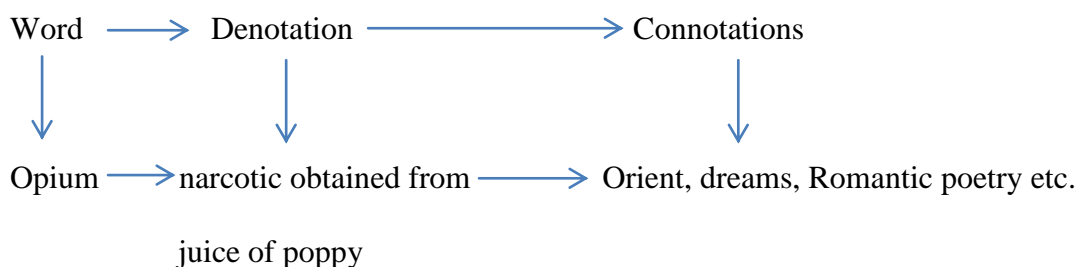 Word Denotation Connotations
Opium narcotic obtained from Orient, dreams, Romantic poetry etc.
juice of poppy